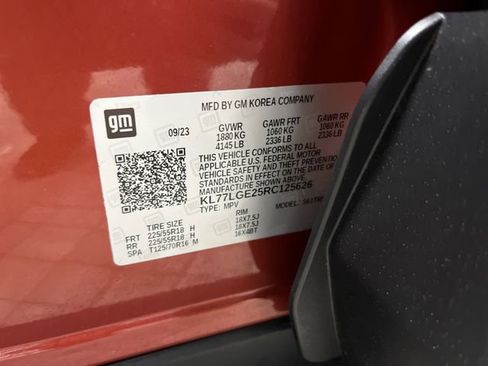 MFD BY GM KOREA COMPANY
gm
09/23
GVWR GAWR FRT GAWR RR
1880 KG 1060 KG 1060 KG
4145 LB 2336 LB 2336 LB
THIS VEHICLE CONFORMS TO ALL
APPLICABLE U.S. FEDERAL MOTOR
VEHICLE SAFETY AND THEFT PREVENTION
STANDARDS IN EFFECT ON THE DATE OF
MANUFACTURE SHOWN ABOVE.
KL77LGE25RC125626
TYPE: MPV MODEL:
TIRE SIZE RIM
FRT 225/55R18 H 18X7.5J
RR 225/55R18 H 18X7.5J
SPA T125/70R16 M 16X4BT